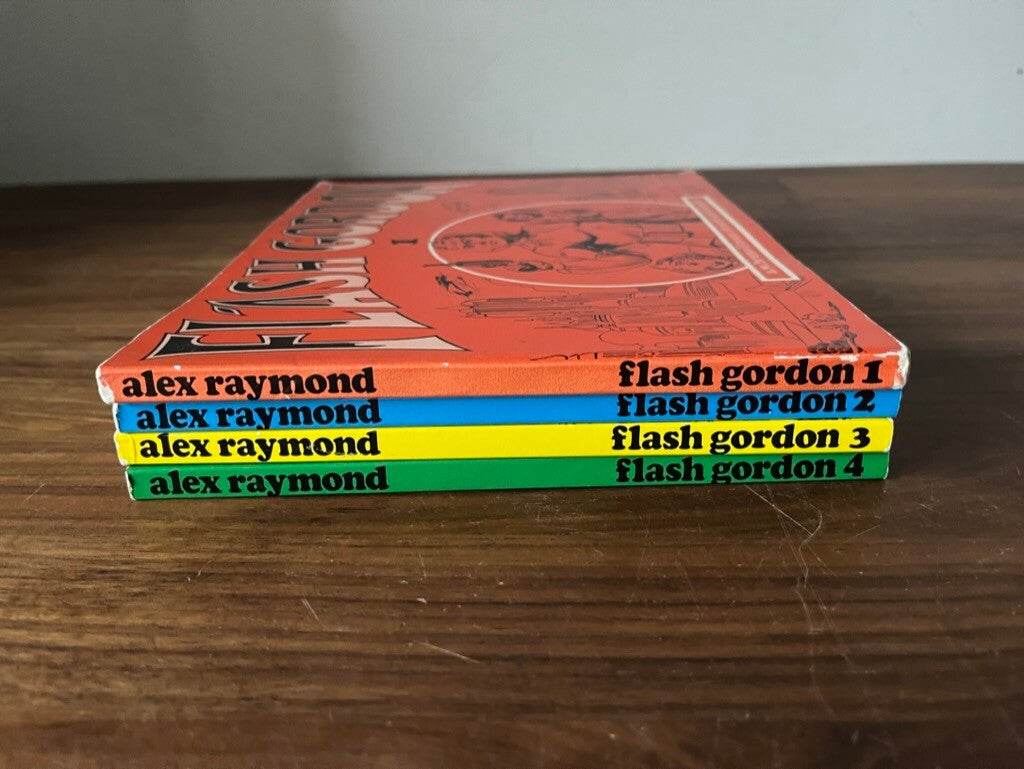 FLASH GORDON
1
alex raymond flash gordon 1
alex raymond flash gordon 2
alex raymond flash gordon 3
alex raymond flash gordon 4